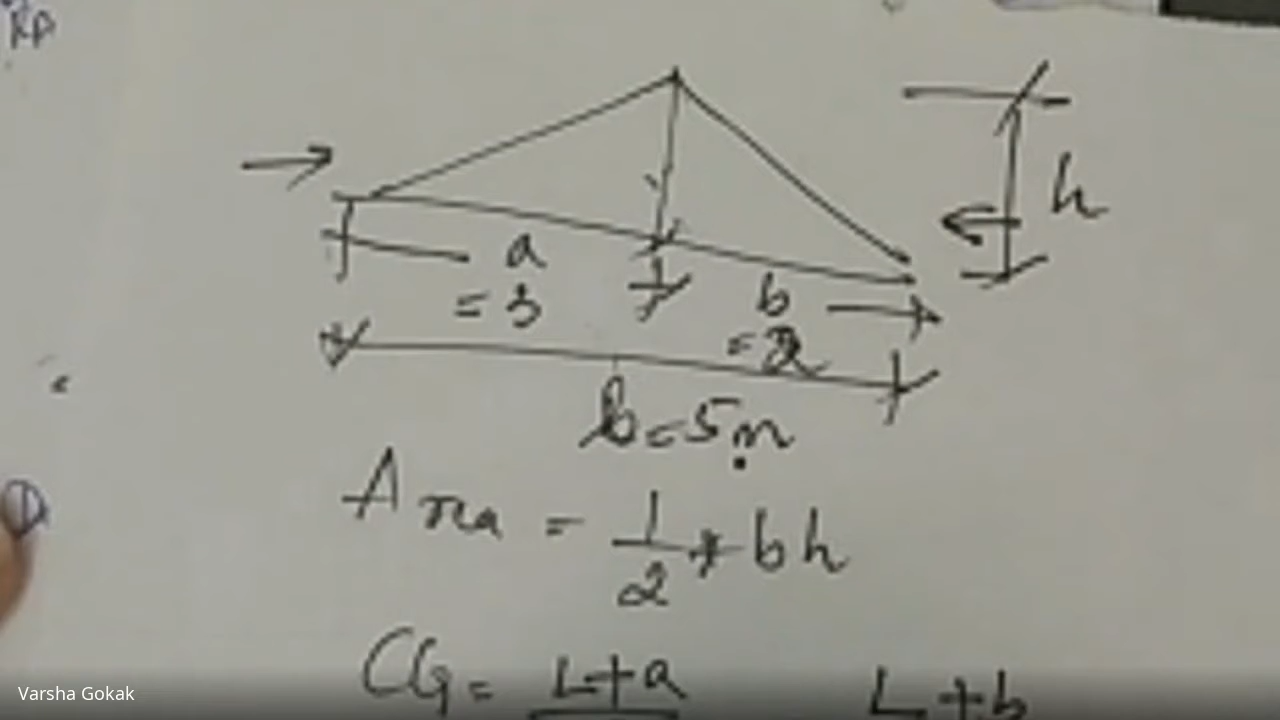 h
a
= 3
b
= 2
b = 5m
Area = 1/2 * bh
CG = L+a L+b
Varsha Gokak